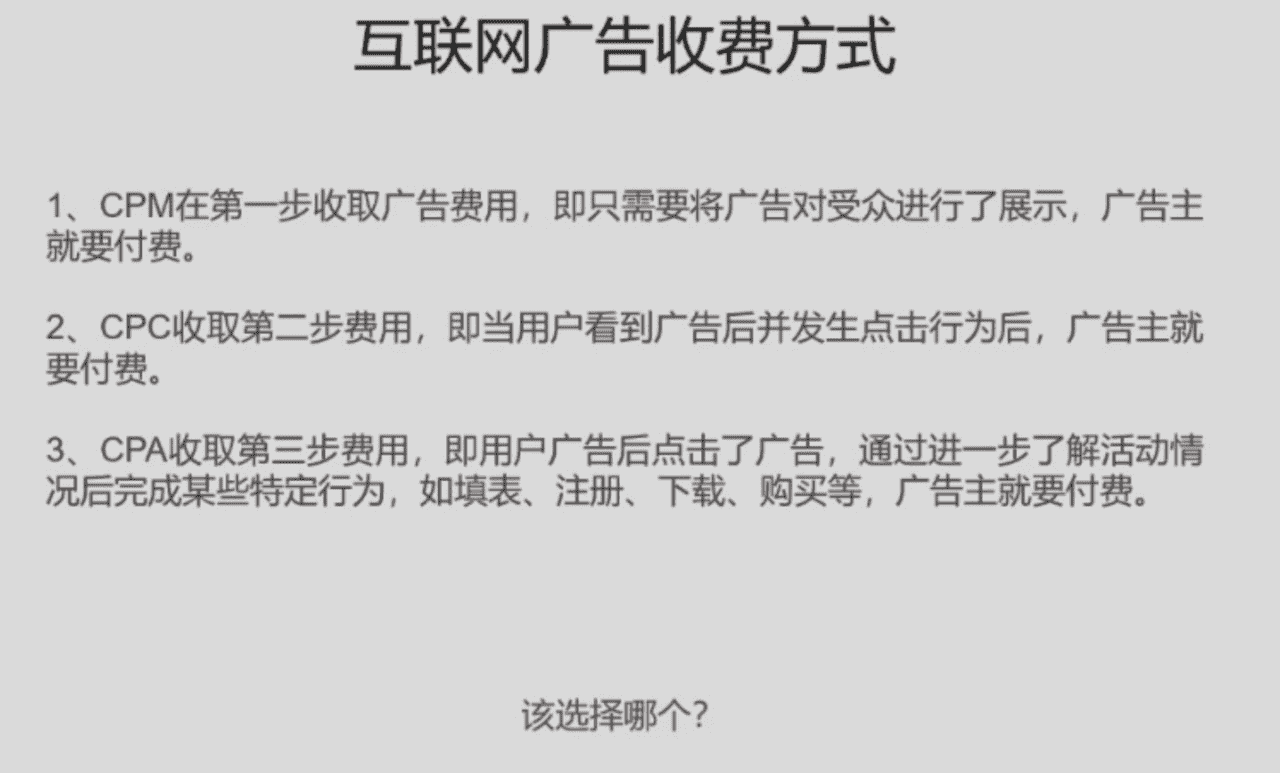 互联网广告收费方式
1、CPM在第一步收取广告费用，即只需要将广告对受众进行了展示，广告主
就要付费。
2、CPC收取第二步费用，即当用户看到广告后并发生点击行为后，广告主就
要付费。
3、CPA收取第三步费用，即用户广告后点击了广告，通过进一步了解活动情
况后完成某些特定行为，如填表、注册、下载、购买等，广告主就要付费。
该选择哪个？